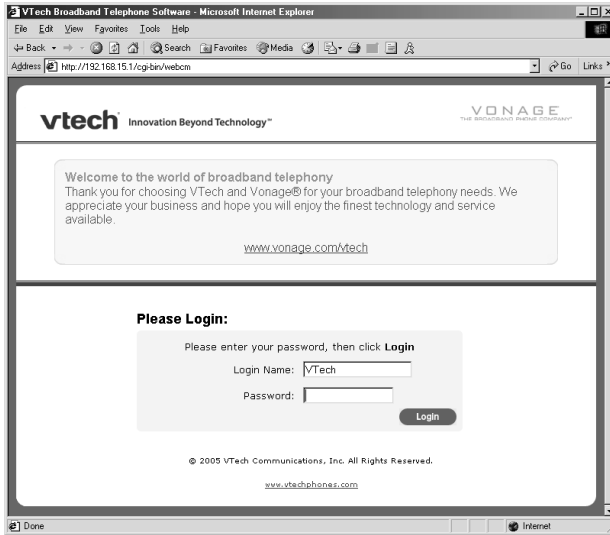 VTech Broadband Telephone Software - Microsoft Internet Explorer
File Edit View Favorites Tools Help
Back Search Favorites Media
Address http://192.168.15.1/cgi-bin/webcm Go Links »
vtech Innovation Beyond Technology™
VONAGE
THE BROADBAND PHONE COMPANY™
Welcome to the world of broadband telephony
Thank you for choosing VTech and Vonage® for your broadband telephony needs. We
appreciate your business and hope you will enjoy the finest technology and service
available.
www.vonage.com/vtech
Please Login:
Please enter your password, then click Login
Login Name: VTech
Password:
Login
© 2005 VTech Communications, Inc. All Rights Reserved.
www.vtechphones.com
Done Internet